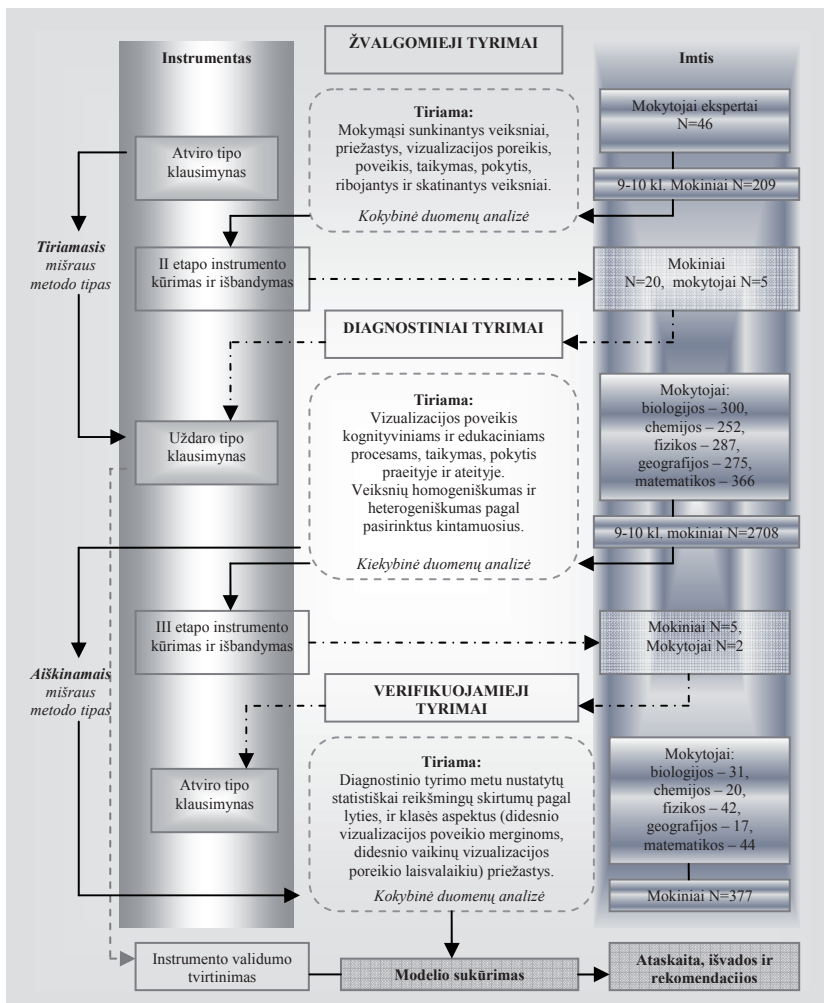 ŽVALGOMIEJI TYRIMAI
Instrumentas
Imtis
Tiriama:
Mokymąsi sunkinantys veiksniai,
priežastys, vizualizacijos poreikis,
poveikis, taikymas, pokytis,
ribojantys ir skatinantys veiksniai.
Kokybinė duomenų analizė
Mokytojai ekspertai
N=46
Atviro tipo
klausimynas
9-10 kl. Mokiniai N=209
Tiriamasis
mišraus
metodo tipas
II etapo instrumento
kūrimas ir išbandymas
Mokiniai
N=20, mokytojai N=5
DIAGNOSTINIAI TYRIMAI
Tiriama:
Vizualizacijos poveikis
kognityviniams ir edukaciniams
procesams, taikymas, pokytis
praeityje ir ateityje.
Veiksnių homogeniškumas ir
heterogeniškumas pagal
pasirinktus kintamuosius.
Kiekybinė duomenų analizė
Uždaro tipo
klausimynas
Mokytojai:
biologijos – 300,
chemijos – 252,
fizikos – 287,
geografijos – 275,
matematikos – 366
9-10 kl. mokiniai N=2708
III etapo instrumento
kūrimas ir išbandymas
Mokiniai N=5,
Mokytojai N=2
Aiškinamais
mišraus
metodo tipas
VERIFIKUOJAMIEJI
TYRIMAI
Atviro tipo
klausimynas
Tiriama:
Diagnostinio tyrimo metu nustatytų
statistiškai reikšmingų skirtumų pagal
lyties, ir klasės aspektus (didesnio
vizualizacijos poveikio merginoms,
didesnio vaikinų vizualizacijos
poreikio laisvalaikiu) priežastys.
Kokybinė duomenų analizė
Mokytojai:
biologijos – 31,
chemijos – 20,
fizikos – 42,
geografijos – 17,
matematikos – 44
Mokiniai N=377
Instrumento validumo
tvirtinimas
Modelio sukūrimas
Ataskaita, išvados ir
rekomendacijos